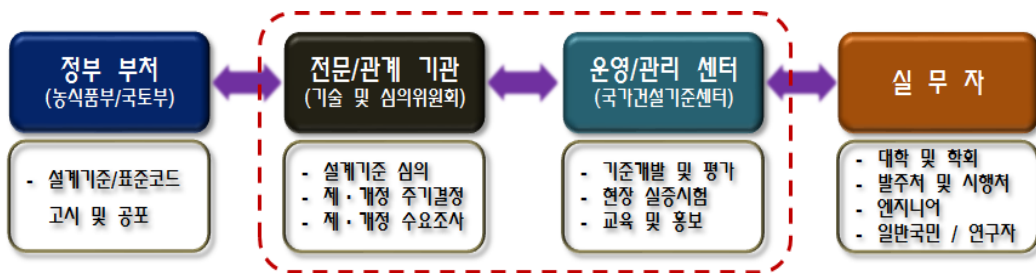 정부 부처
(농식품부/국토부)
- 설계기준/표준코드
고시 및 공포
전문/관계 기관
(기술 및 심의위원회)
- 설계기준 심의
- 제·개정 주기결정
- 제·개정 수요조사
운영/관리 센터
(국가건설기준센터)
- 기준개발 및 평가
- 현장 실증시험
- 교육 및 홍보
실 무 자
- 대학 및 학회
- 발주처 및 시행처
- 엔지니어
- 일반국민 / 연구자